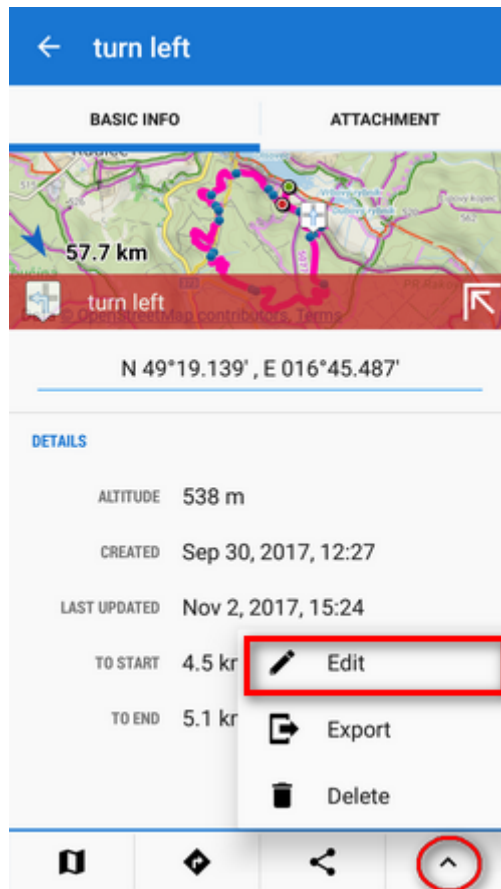 turn left
BASIC INFO
ATTACHMENT
57.7 km
turn left
© OpenStreetMap contributors, Terms
N 49°19.139' , E 016°45.487'
DETAILS
ALTITUDE 538 m
CREATED Sep 30, 2017, 12:27
LAST UPDATED Nov 2, 2017, 15:24
TO START 4.5 k
Edit
TO END 5.1 k
Export
Delete